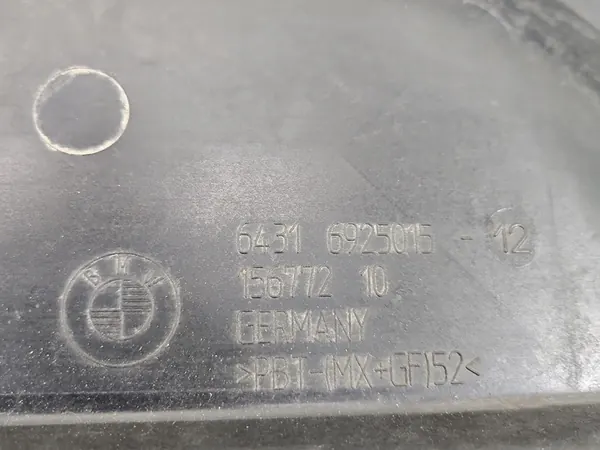 6431 6925015 - 12
BMW
156772 10
GERMANY
>PBT-(MX+GF)52<